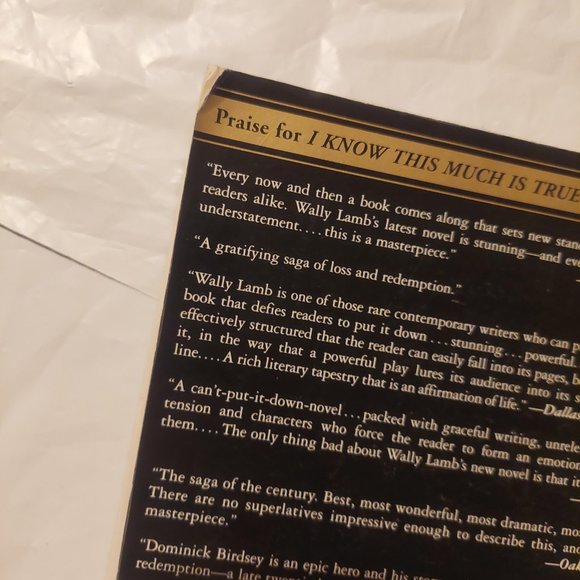 Praise for I KNOW THIS MUCH IS TRUE
“Every now and then a book comes along that sets new stan
readers alike. Wally Lamb’s latest novel is stunning—and eve
understatement.... this is a masterpiece.”
“A gratifying saga of loss and redemption.”
“Wally Lamb is one of those rare contemporary writers who can p
book that defies readers to put it down ... stunning ... powerful
effectively structured that the reader can easily fall into its pages, b
it, in the way that a powerful play lures its audience into its s
line.... A rich literary tapestry that is an affirmation of life.” —Dalla
“A can’t-put-it-down-novel ... packed with graceful writing, unrele
tension and characters who force the reader to form an emotion
them.... The only thing bad about Wally Lamb’s new novel is that it
“The saga of the century. Best, most wonderful, most dramatic, mos
There are no superlatives impressive enough to describe this, an
masterpiece.” —Oak
“Dominick Birdsey is an epic hero and his
redemption—a late